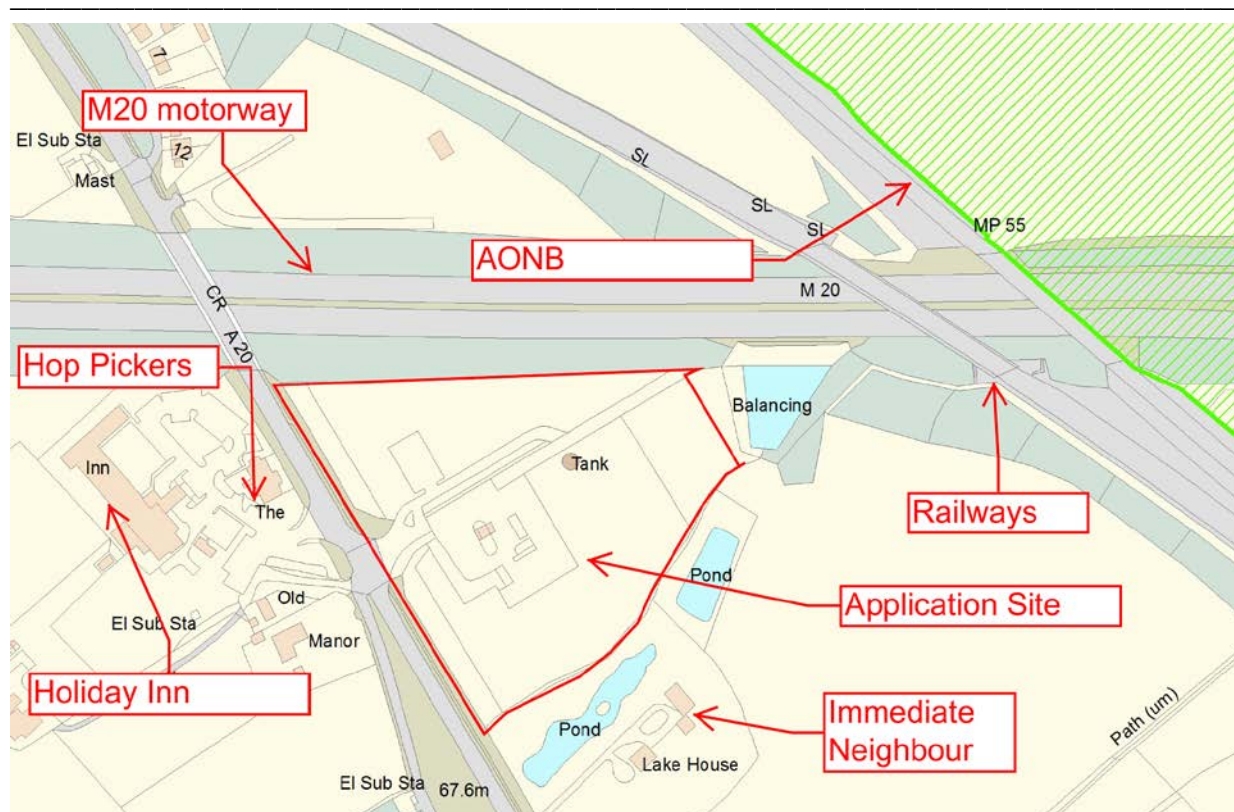 7
M20 motorway
El Sub Sta
12
Mast
SL
SL
SL
MP 55
AONB
M 20
CR
A 20
Hop Pickers
Balancing
Inn
Tank
The
Railways
Pond
Old
Application Site
El Sub Sta
Manor
Holiday Inn
Immediate
Neighbour
Pond
Path (um)
Lake House
El Sub Sta
67.6m